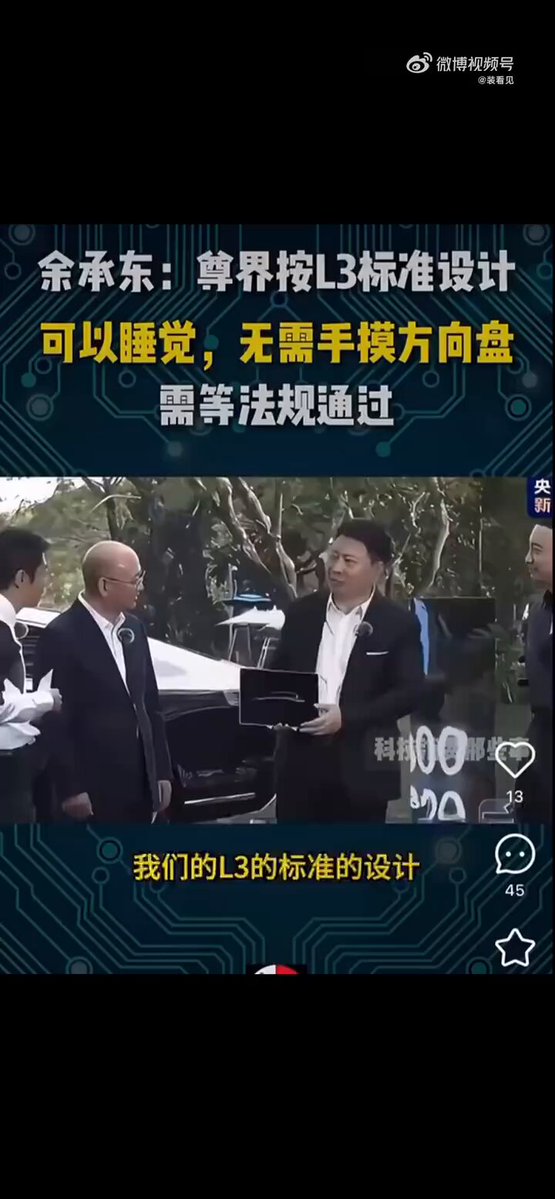 微博视频号
@装看见
余承东：尊界按L3标准设计
可以睡觉，无需手摸方向盘
需等法规通过
央
新
13
我们的L3的标准的设计
45